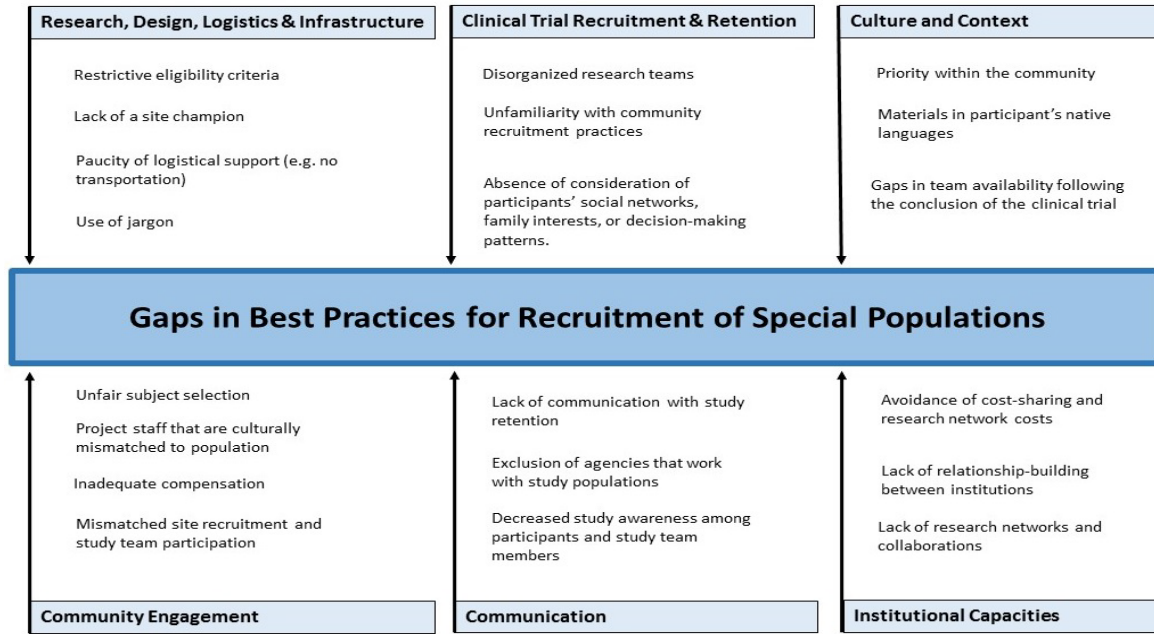 Research, Design, Logistics & Infrastructure
Restrictive eligibility criteria
Lack of a site champion
Paucity of logistical support (e.g. no
transportation)
Use of jargon
Clinical Trial Recruitment & Retention
Disorganized research teams
Unfamiliarity with community
recruitment practices
Absence of consideration of
participants' social networks,
family interests, or decision-making
patterns.
Culture and Context
Priority within the community
Materials in participant's native
languages
Gaps in team availability following
the conclusion of the clinical trial
Gaps in Best Practices for Recruitment of Special Populations
Unfair subject selection
Project staff that are culturally
mismatched to population
Inadequate compensation
Mismatched site recruitment and
study team participation
Community Engagement
Lack of communication with study
retention
Exclusion of agencies that work
with study populations
Decreased study awareness among
participants and study team
members
Communication
Avoidance of cost-sharing and
research network costs
Lack of relationship-building
between institutions
Lack of research networks and
collaborations
Institutional Capacities